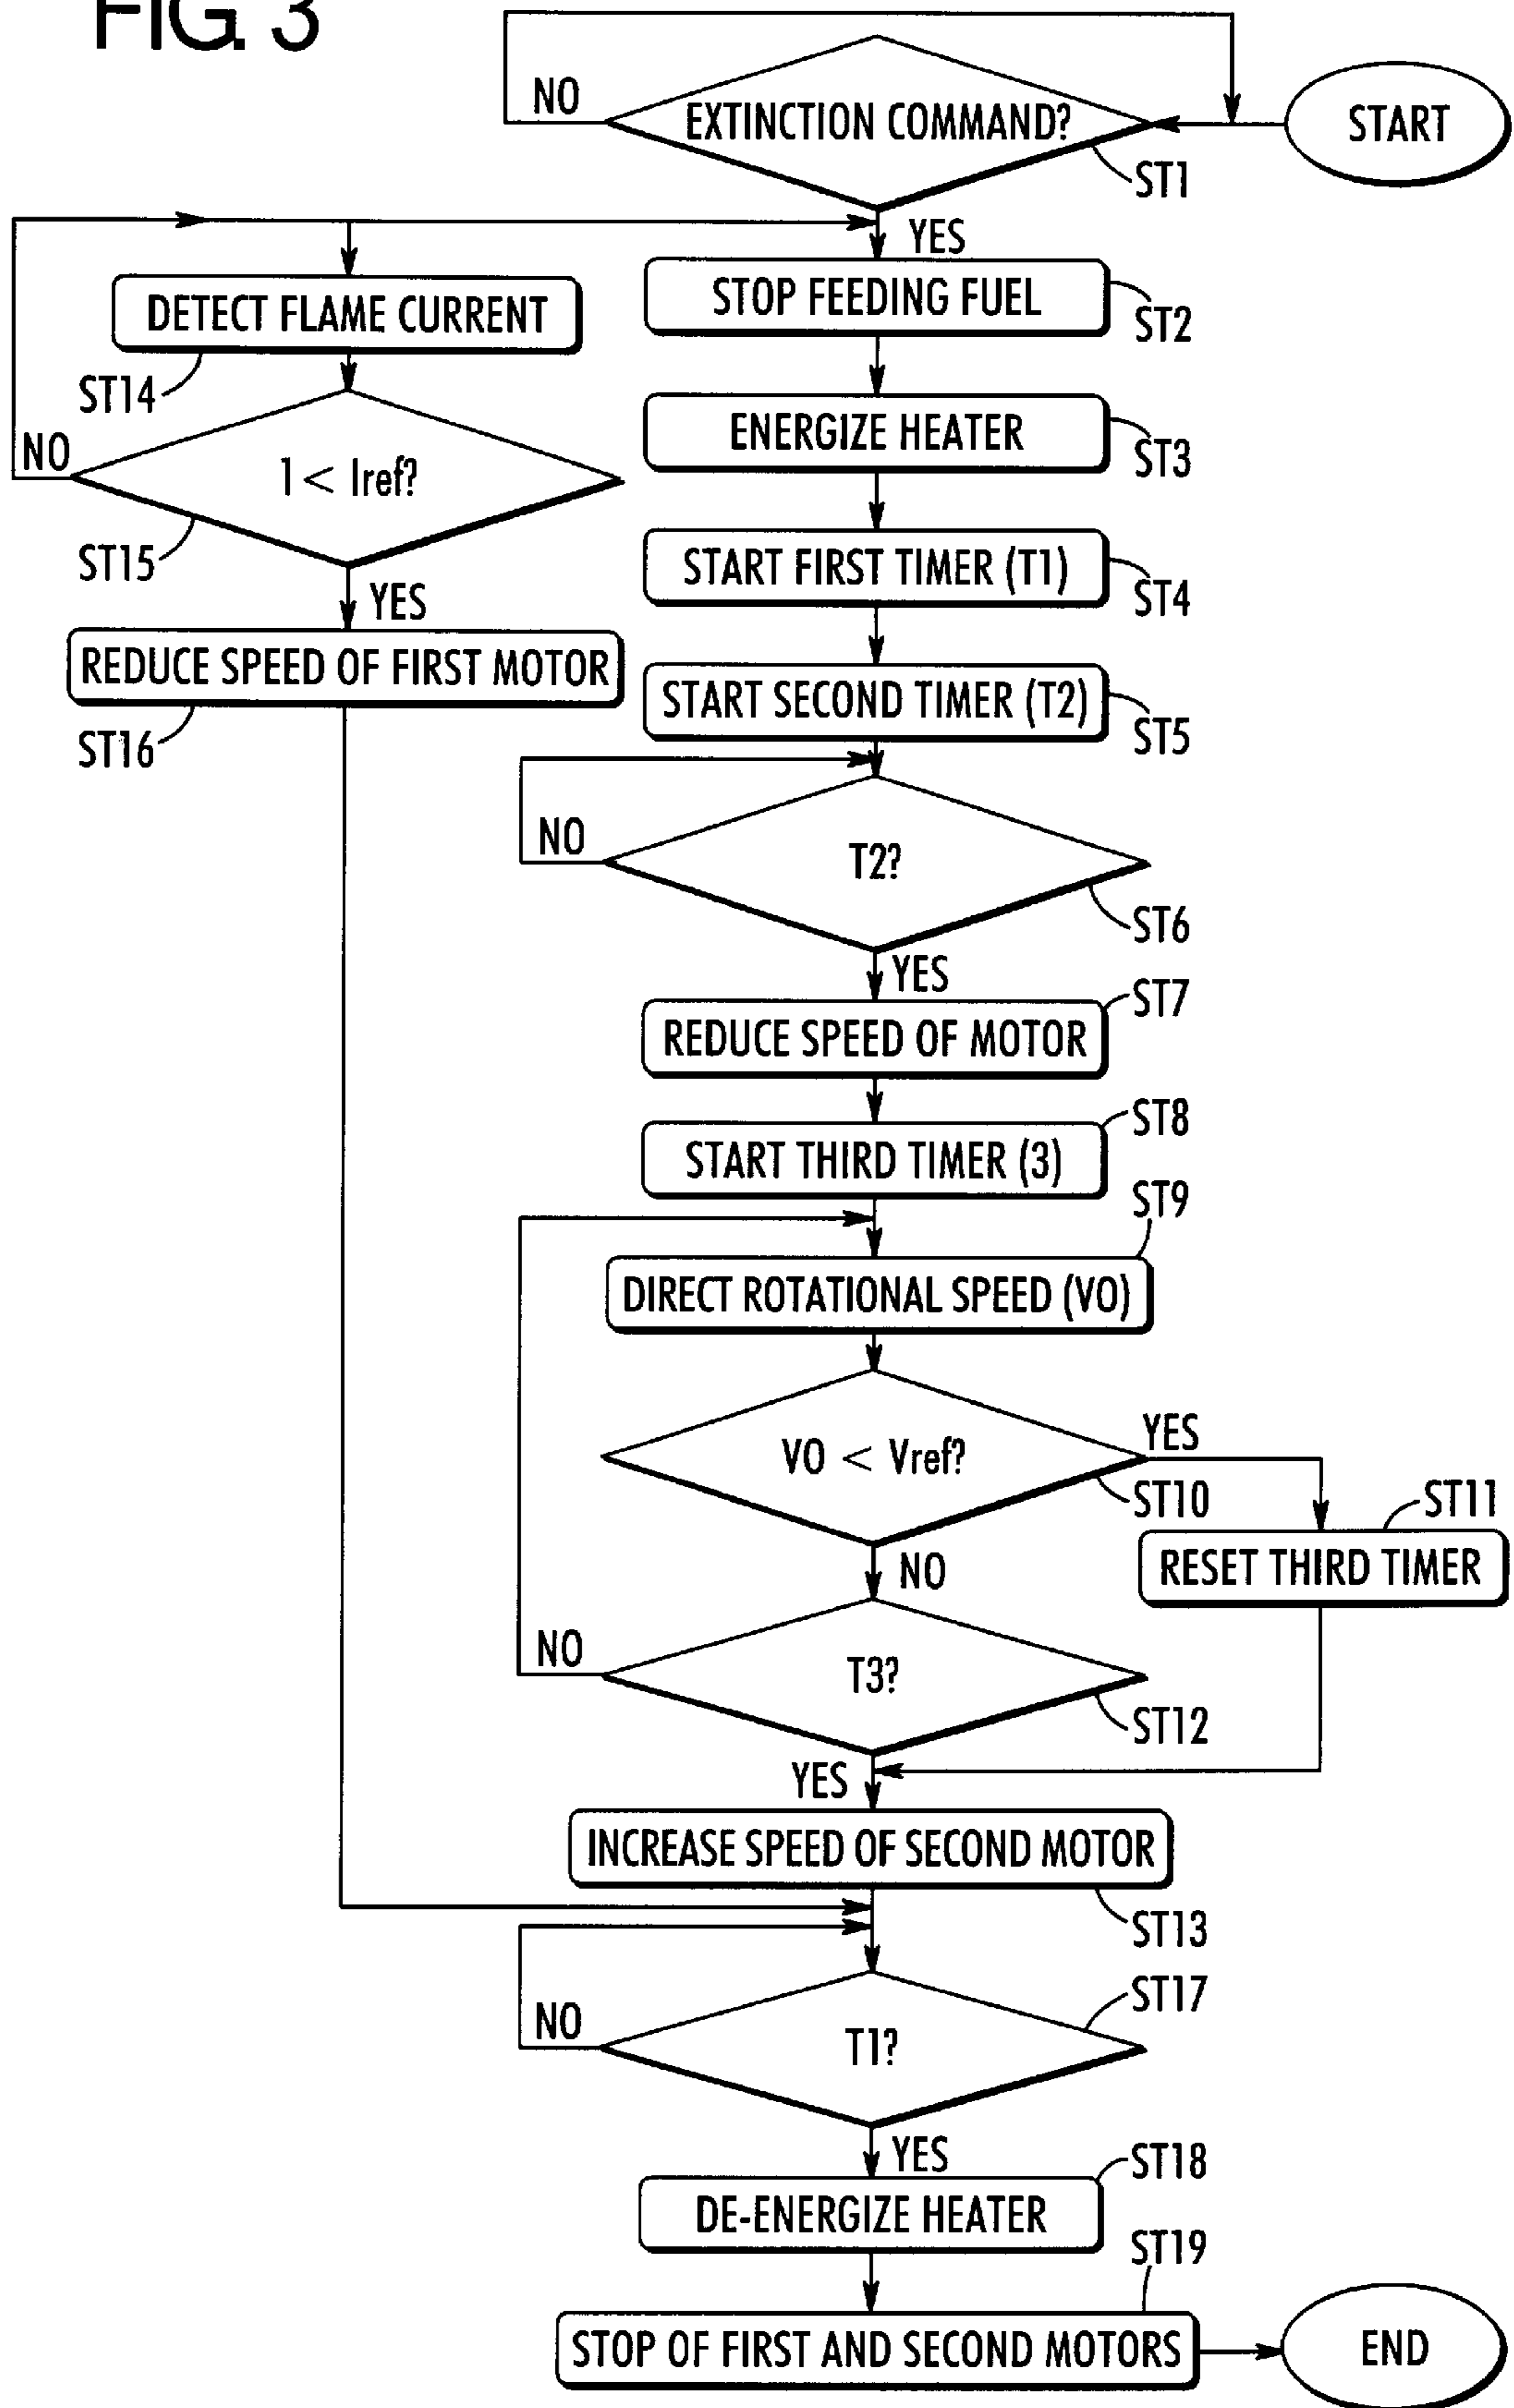 FIG. 3
START
NO
EXTINCTION COMMAND?
ST1
YES
STOP FEEDING FUEL
ST2
DETECT FLAME CURRENT
ST14
ENERGIZE HEATER
ST3
NO
1 < Iref?
ST15
START FIRST TIMER (T1)
ST4
YES
REDUCE SPEED OF FIRST MOTOR
ST16
START SECOND TIMER (T2)
ST5
NO
T2?
ST6
YES
ST7
REDUCE SPEED OF MOTOR
ST8
START THIRD TIMER (3)
ST9
DIRECT ROTATIONAL SPEED (VO)
VO < Vref?
YES
ST10
ST11
RESET THIRD TIMER
NO
NO
T3?
ST12
YES
INCREASE SPEED OF SECOND MOTOR
ST13
ST17
NO
T1?
YES
ST18
DE-ENERGIZE HEATER
ST19
STOP OF FIRST AND SECOND MOTORS
END